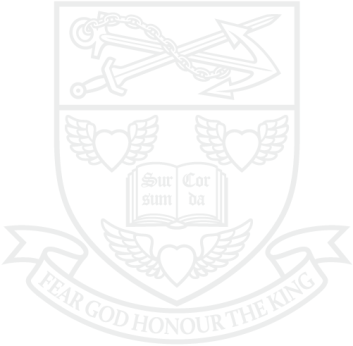 Sur Cor
sum da
FEAR GOD HONOUR THE KING